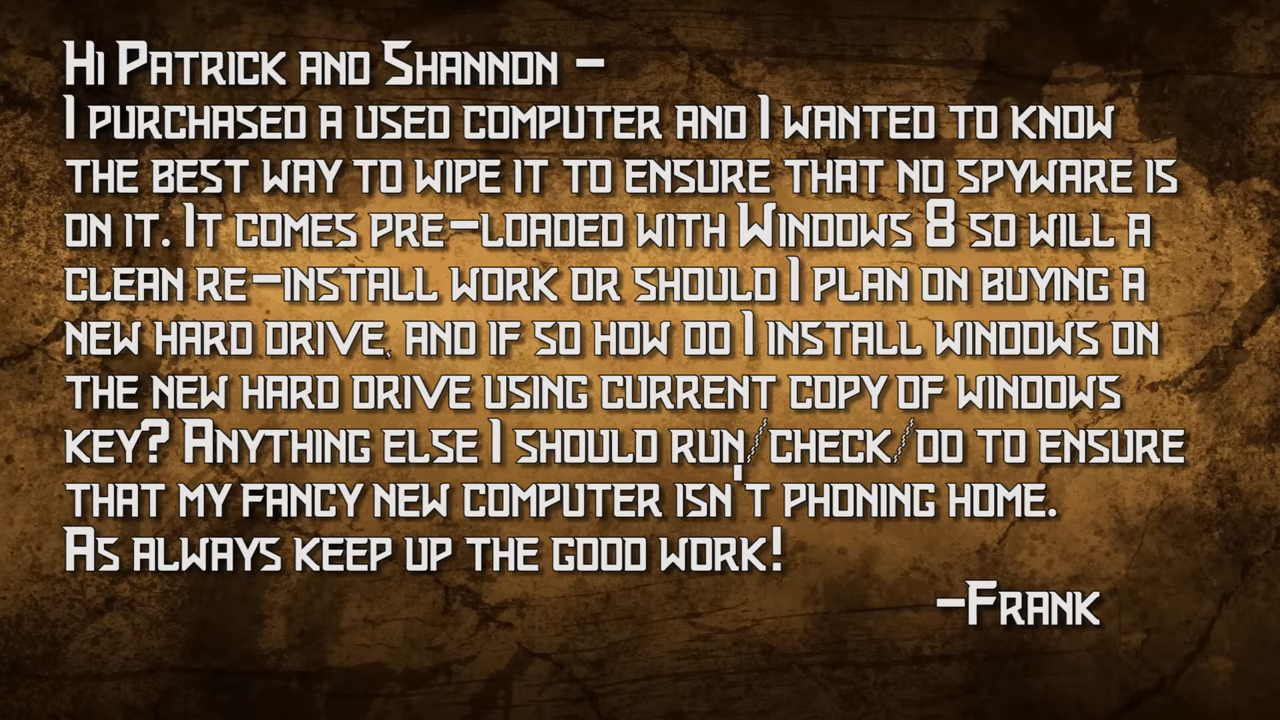 Hi Patrick and Shannon -
I purchased a used computer and I wanted to know
the best way to wipe it to ensure that no spyware is
on it. It comes pre-loaded with Windows 8 so will a
clean re-install work or should I plan on buying a
new hard drive, and if so how do I install windows on
the new hard drive using current copy of windows
key? Anything else I should run/check/do to ensure
that my fancy new computer isn't phoning home.
As always keep up the good work!
-Frank